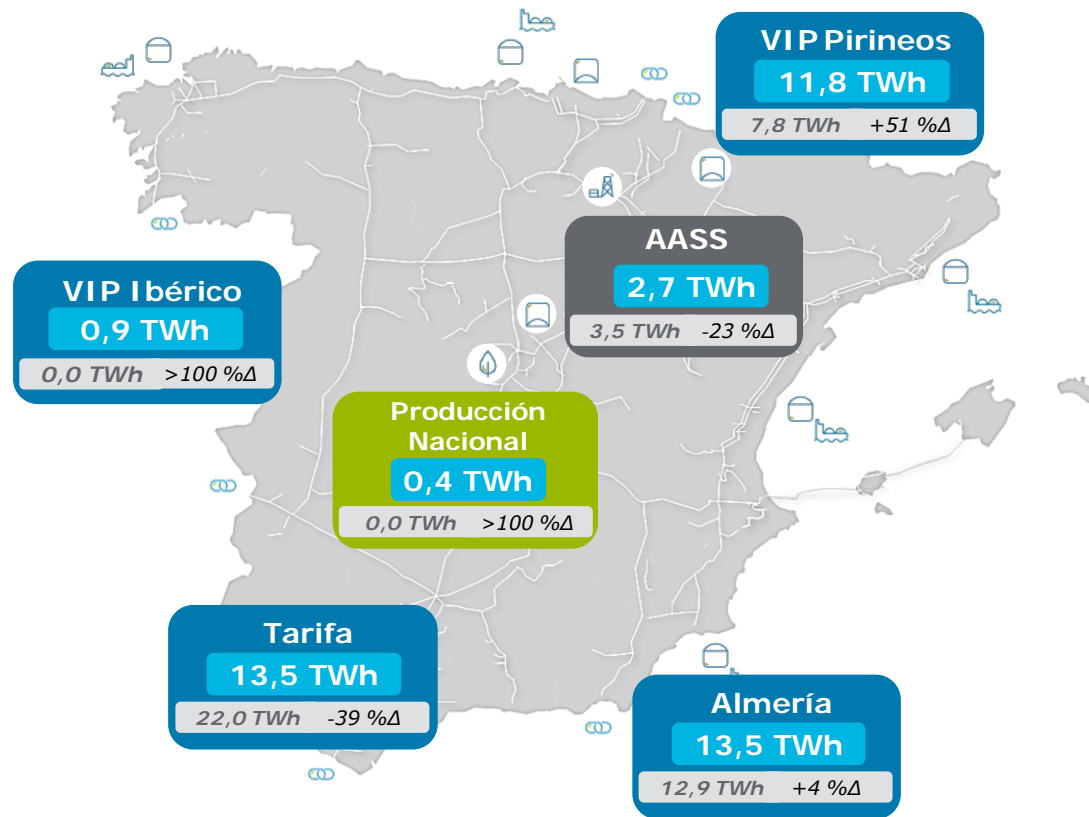 VIP Pirineos
11,8 TWh
7,8 TWh +51 %Δ
AASS
2,7 TWh
3,5 TWh -23 %Δ
VIP Ibérico
0,9 TWh
0,0 TWh >100 %Δ
Producción
Nacional
0,4 TWh
0,0 TWh >100 %Δ
Tarifa
13,5 TWh
22,0 TWh -39 %Δ
Almería
13,5 TWh
12,9 TWh +4 %Δ